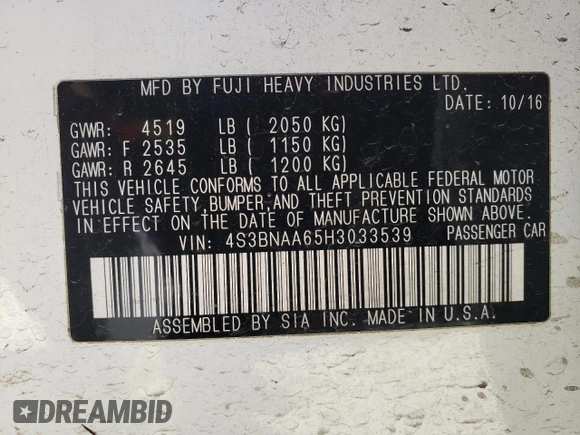 MFD BY FUJI HEAVY INDUSTRIES LTD.
DATE: 10/16
GVWR: 4519 LB ( 2050 KG)
GAWR: F 2535 LB ( 1150 KG)
GAWR: R 2645 LB ( 1200 KG)
THIS VEHICLE CONFORMS TO ALL APPLICABLE FEDERAL MOTOR
VEHICLE SAFETY, BUMPER, AND THEFT PREVENTION STANDARDS
IN EFFECT ON THE DATE OF MANUFACTURE SHOWN ABOVE.
VIN: 4S3BNAA65H3033539 PASSENGER CAR
ASSEMBLED BY SIA INC. MADE IN U.S.A.
DREAMBID